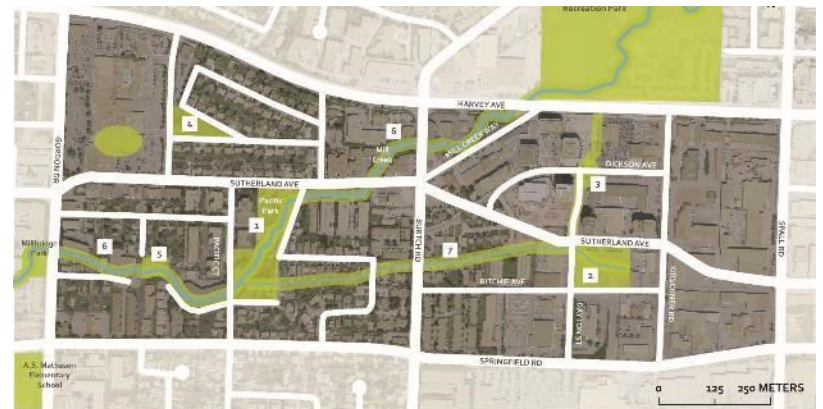 Recreation Park
HARVEY AVE
4
6
Mill
Creek
MILL CREEK WAY
DICKSON AVE
GORDON DR
SUTHERLAND AVE
3
Pacific
Park
1
Millbridge
Park
6
5
PACIFIC CT
BURTCH RD
7
SUTHERLAND AVE
SPALL RD
2
RITCHIE AVE
DAYTON ST
SPRINGFIELD RD
A.S. Matheson
Elementary
School
0 125 250 METERS